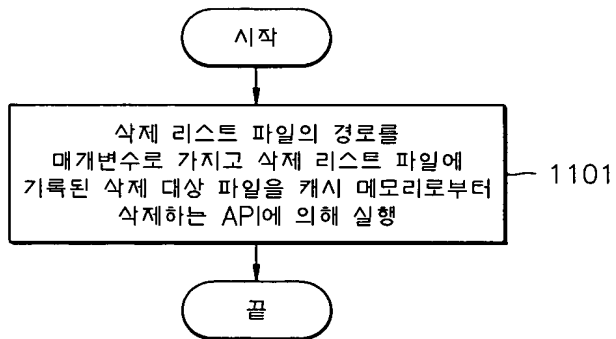 시작
삭제 리스트 파일의 경로를
매개변수로 가지고 삭제 리스트 파일에
기록된 삭제 대상 파일을 캐시 메모리로부터
삭제하는 API에 의해 실행
1101
끝